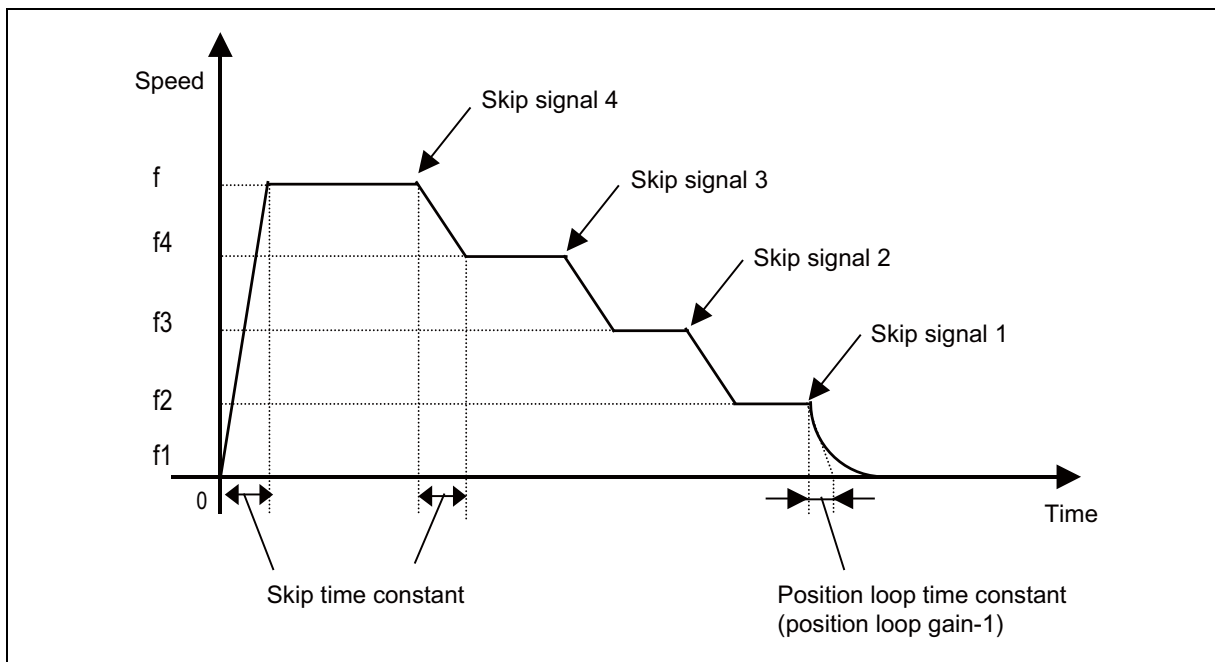 Speed
Skip signal 4
f
Skip signal 3
f4
Skip signal 2
f3
Skip signal 1
f2
f1
0
Time
Skip time constant
Position loop time constant
(position loop gain-1)